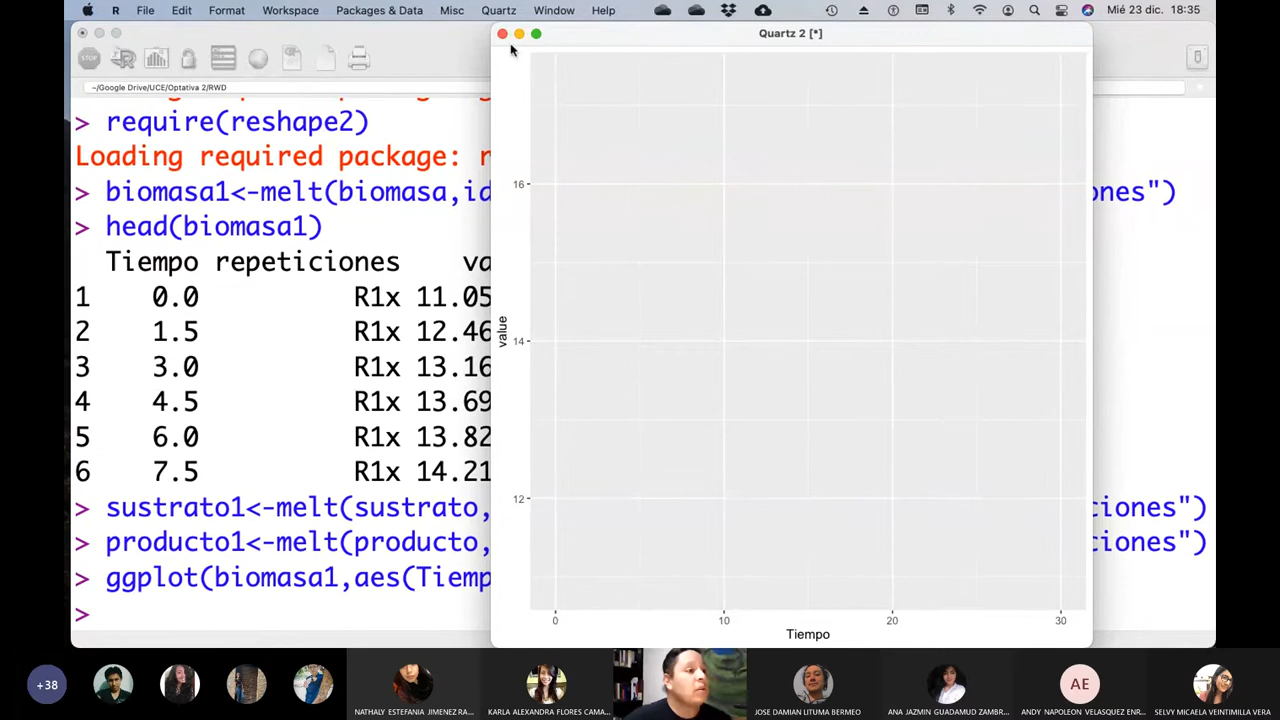 R File Edit Format Workspace Packages & Data Misc Quartz Window Help Mié 23 dic. 18:35
Quartz 2 [*]
STOP
~/Google Drive/UCE/Optativa 2/RWD
> require(reshape2)
Loading required package:
> biomasa1<-melt(biomasa,id
> head(biomasa1)
Tiempo repeticiones va
1 0.0 R1x 11.05
2 1.5 R1x 12.46
3 3.0 R1x 13.16
4 4.5 R1x 13.69
5 6.0 R1x 13.82
6 7.5 R1x 14.21
> sustrato1<-melt(sustrato, ciones")
> producto1<-melt(producto, ciones")
> ggplot(biomasa1,aes(Tiemp
>
nes")
16
14
12
value
0 10 20 30
Tiempo
+38
NATHALY ESTEFANIA JIMENEZ RA...
KARLA ALEXANDRA FLORES CAMA...
JOSE DAMIAN LITUMA BERMEO
ANA JAZMIN GUADAMUD ZAMBR...
AE
ANDY NAPOLEON VELASQUEZ ENR...
SELVY MICAELA VEINTIMILLA VERA